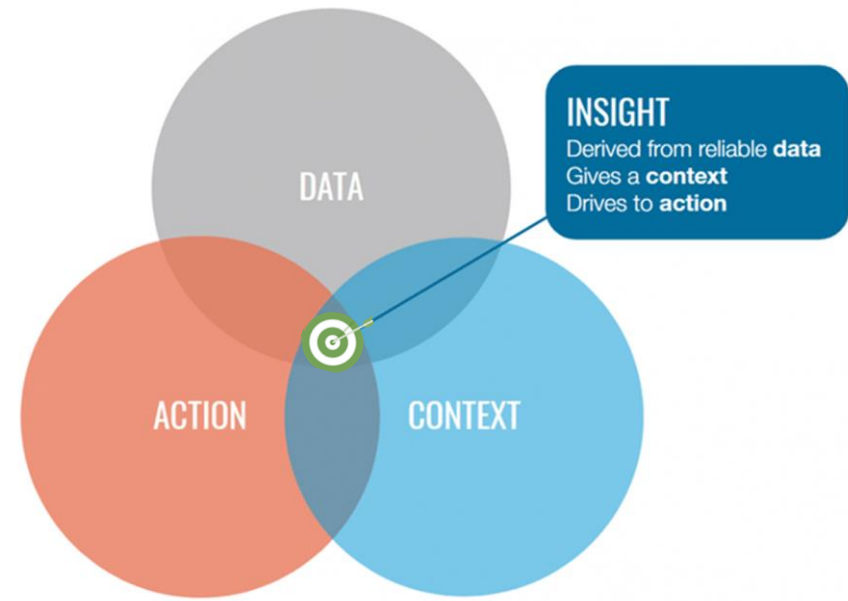 DATA
INSIGHT
Derived from reliable data
Gives a context
Drives to action
ACTION
CONTEXT